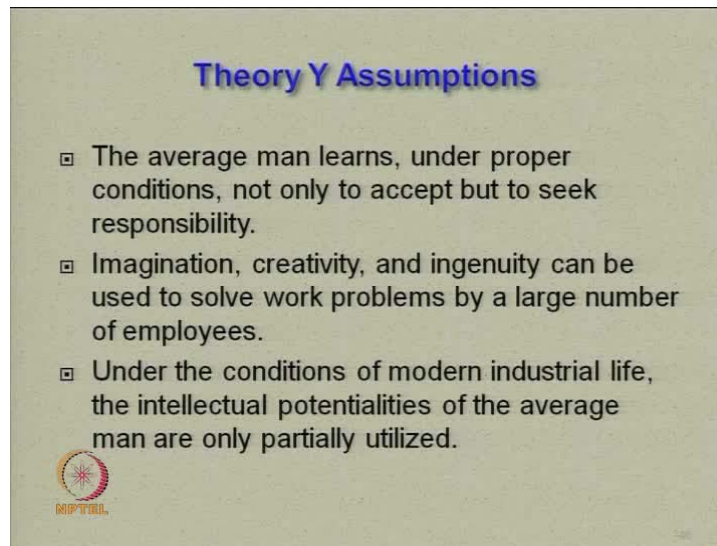 Theory Y Assumptions
The average man learns, under proper
conditions, not only to accept but to seek
responsibility.
Imagination, creativity, and ingenuity can be
used to solve work problems by a large number
of employees.
Under the conditions of modern industrial life,
the intellectual potentialities of the average
man are only partially utilized.
NPTEL